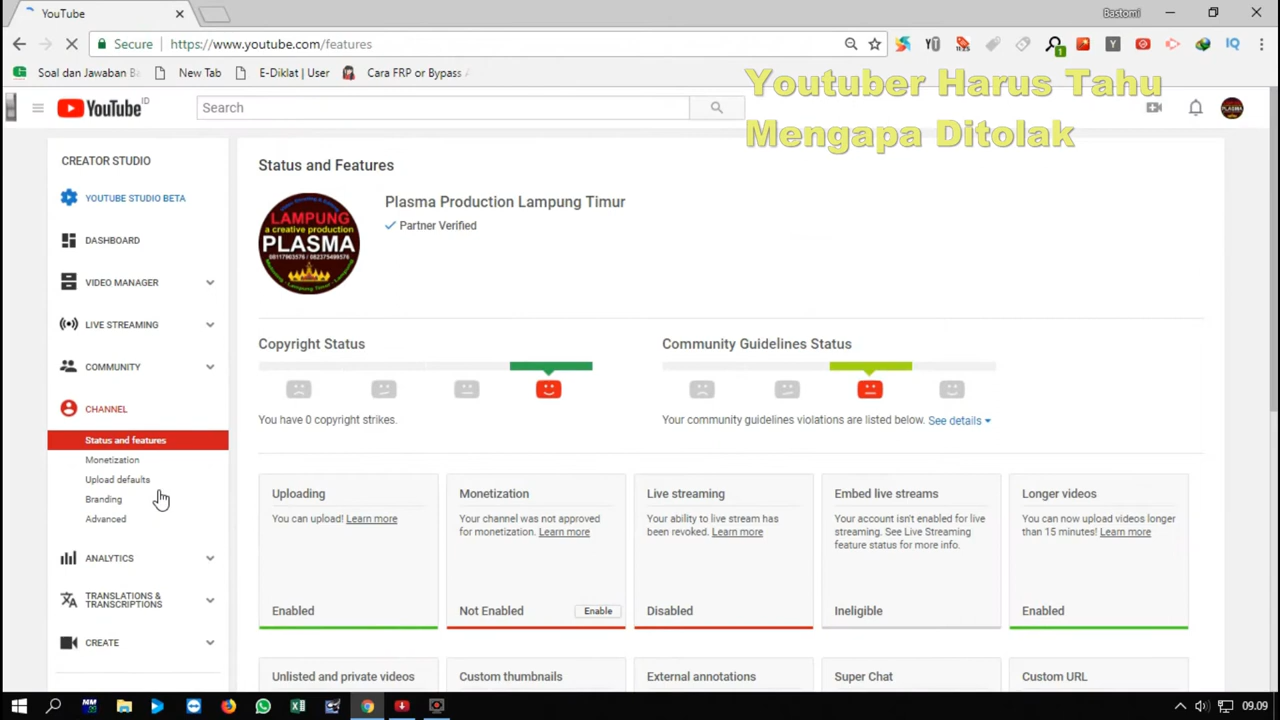 YouTube
Bastomi
Secure
https://www.youtube.com/features
Soal dan Jawaban Ba
New Tab
E-Diklat | User
Cara FRP or Bypass
Youtuber Harus Tahu
Mengapa Ditolak
YouTube ID
Search
CREATOR STUDIO
YOUTUBE STUDIO BETA
DASHBOARD
VIDEO MANAGER
LIVE STREAMING
COMMUNITY
CHANNEL
Status and features
Monetization
Upload defaults
Branding
Advanced
ANALYTICS
TRANSLATIONS &
TRANSCRIPTIONS
CREATE
Status and Features
LAMPUNG
a creative production
PLASMA
Plasma Production Lampung Timur
Partner Verified
Copyright Status
You have 0 copyright strikes.
Community Guidelines Status
Your community guidelines violations are listed below. See details
Uploading
You can upload! Learn more
Enabled
Monetization
Your channel was not approved
for monetization. Learn more
Not Enabled
Enable
Live streaming
Your ability to live stream has
been revoked. Learn more
Disabled
Embed live streams
Your account isn't enabled for live
streaming. See Live Streaming
feature status for more info.
Ineligible
Longer videos
You can now upload videos longer
than 15 minutes! Learn more
Enabled
Unlisted and private videos
Custom thumbnails
External annotations
Super Chat
Custom URL
09.09